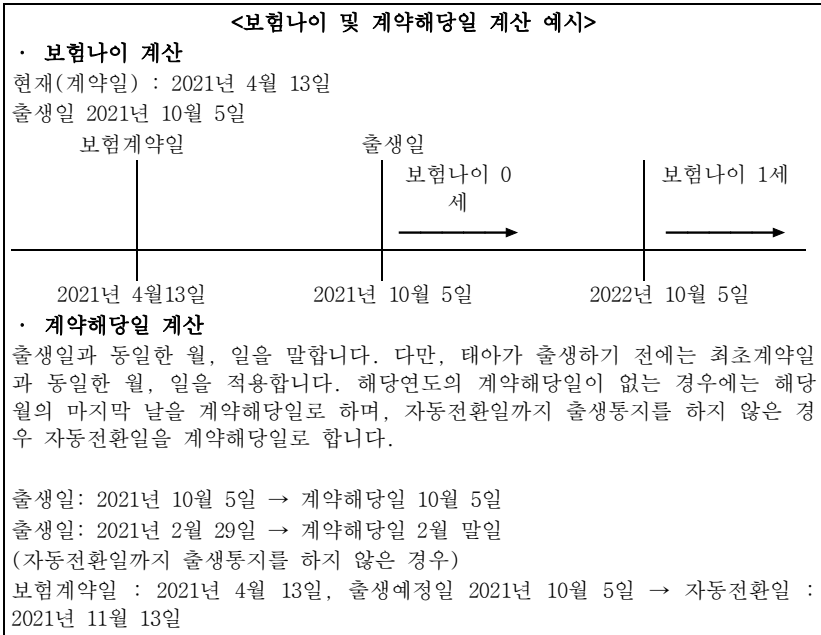 <보험나이 및 계약해당일 계산 예시>
· 보험나이 계산
현재(계약일) : 2021년 4월 13일
출생일 2021년 10월 5일
보험계약일 출생일
보험나이 0
세
보험나이 1세
2021년 4월13일 2021년 10월 5일 2022년 10월 5일
· 계약해당일 계산
출생일과 동일한 월, 일을 말합니다. 다만, 태아가 출생하기 전에는 최초계약일
과 동일한 월, 일을 적용합니다. 해당연도의 계약해당일이 없는 경우에는 해당
월의 마지막 날을 계약해당일로 하며, 자동전환일까지 출생통지를 하지 않은 경
우 자동전환일을 계약해당일로 합니다.
출생일: 2021년 10월 5일 → 계약해당일 10월 5일
출생일: 2021년 2월 29일 → 계약해당일 2월 말일
(자동전환일까지 출생통지를 하지 않은 경우)
보험계약일 : 2021년 4월 13일, 출생예정일 2021년 10월 5일 → 자동전환일 :
2021년 11월 13일